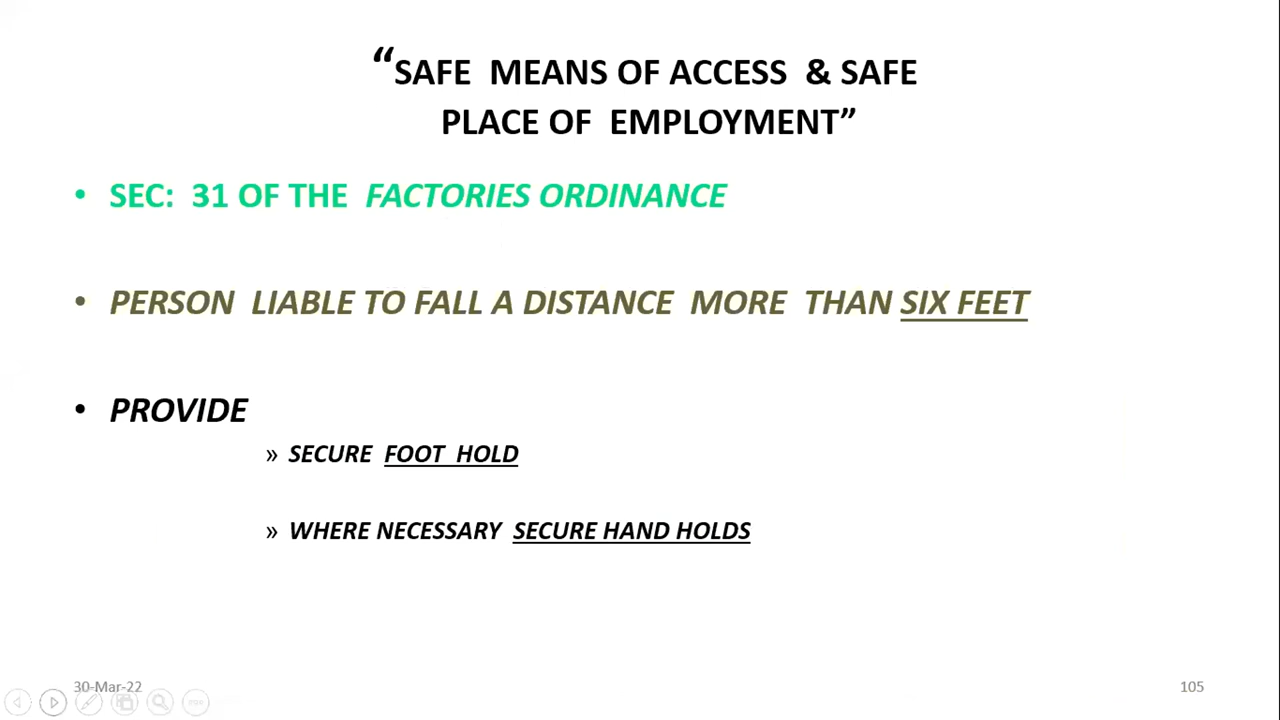 “SAFE MEANS OF ACCESS & SAFE
PLACE OF EMPLOYMENT”
• SEC: 31 OF THE FACTORIES ORDINANCE
• PERSON LIABLE TO FALL A DISTANCE MORE THAN SIX FEET
• PROVIDE
» SECURE FOOT HOLD
» WHERE NECESSARY SECURE HAND HOLDS
30-Mar-22
105